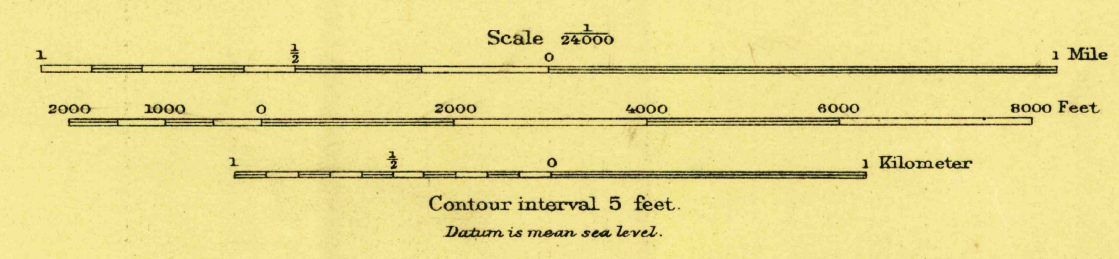 Scale 1/24000
1 ½ 0 1 Mile
2000 1000 0 2000 4000 6000 8000 Feet
1 ½ 0 1 Kilometer
Contour interval 5 feet.
Datum is mean sea level.